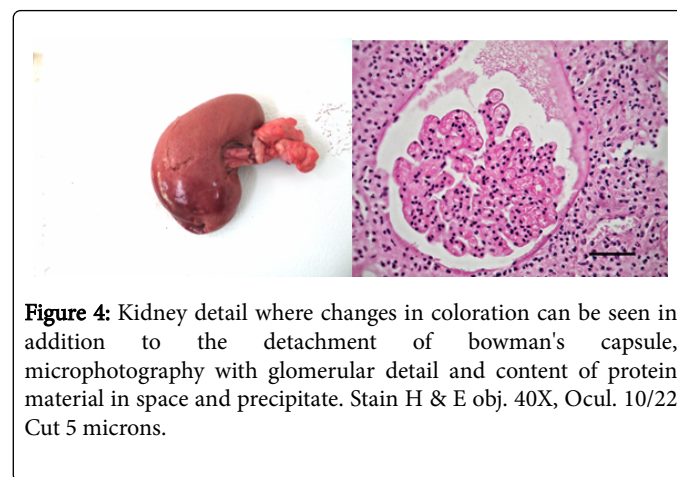 Figure 4: Kidney detail where changes in coloration can be seen in
addition to the detachment of bowman's capsule,
microphotography with glomerular detail and content of protein
material in space and precipitate. Stain H & E obj. 40X, Ocul. 10/22
Cut 5 microns.